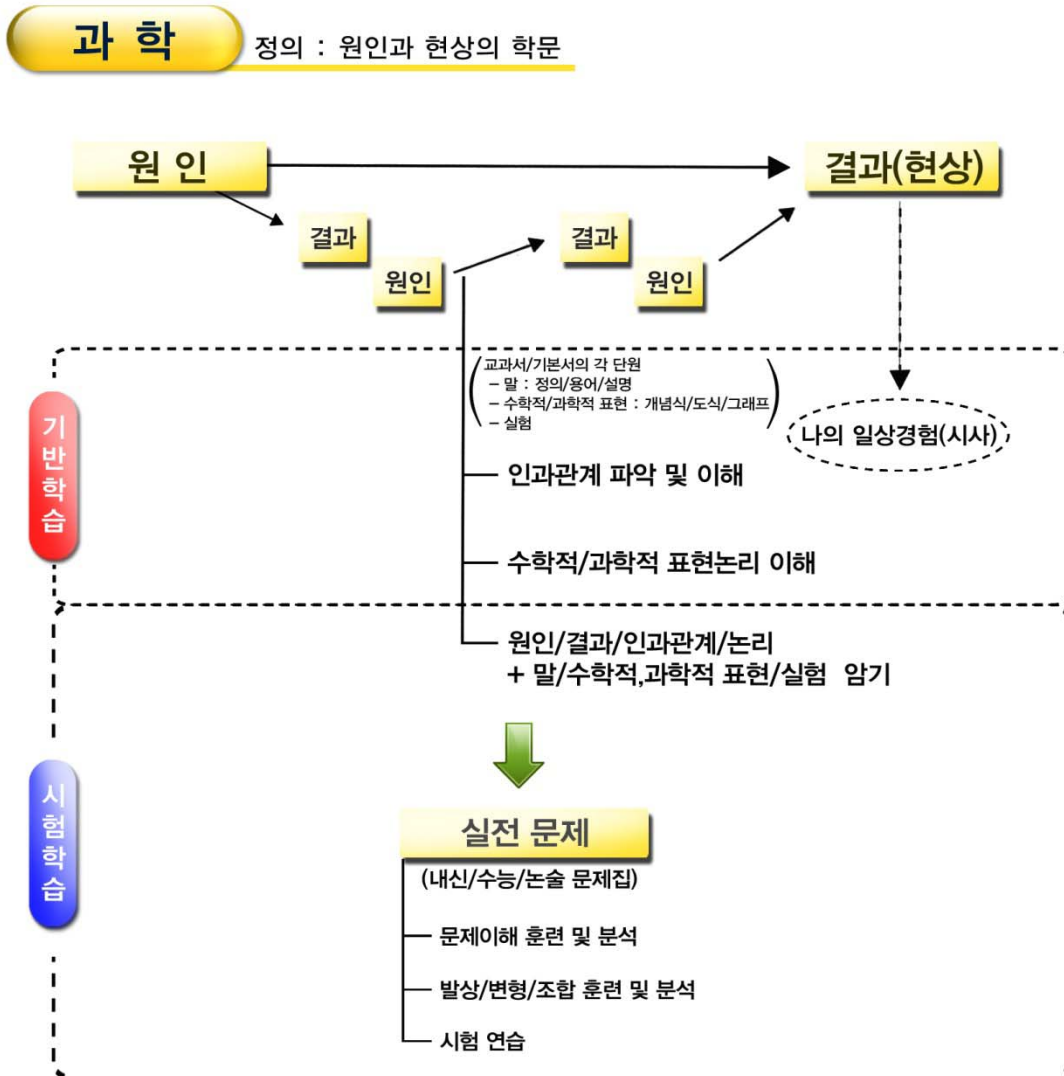 과 학
정의 : 원인과 현상의 학문
원 인
결과(현상)
결과
원인
결과
원인
교과서/기본서의 각 단원
– 말 : 정의/용어/설명
– 수학적/과학적 표현 : 개념식/도식/그래프
– 실험
나의 일상경험(시사)
기반학습
인과관계 파악 및 이해
수학적/과학적 표현논리 이해
원인/결과/인과관계/논리
+ 말/수학적,과학적 표현/실험 암기
시험학습
실전 문제
(내신/수능/논술 문제집)
문제이해 훈련 및 분석
발상/변형/조합 훈련 및 분석
시험 연습